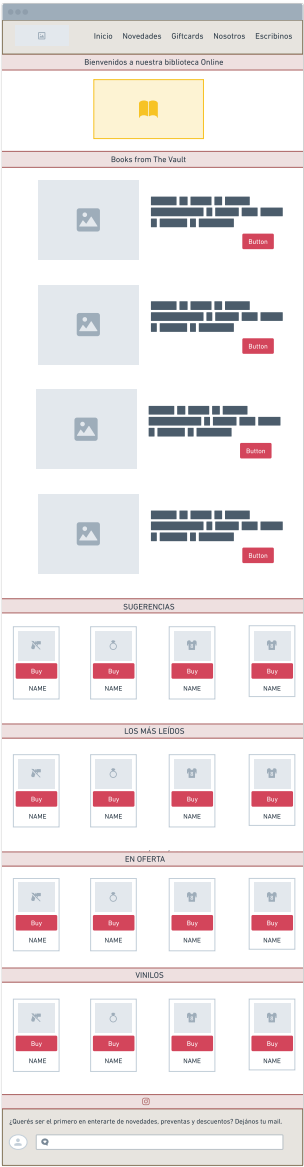 Inicio Novedades Giftcards Nosotros Escribinos
Bienvenidos a nuestra biblioteca Online
Books from The Vault
Button
Button
Button
Button
SUGERENCIAS
Buy Buy Buy Buy
NAME NAME NAME NAME
LOS MÁS LEÍDOS
Buy Buy Buy Buy
NAME NAME NAME NAME
EN OFERTA
Buy Buy Buy Buy
NAME NAME NAME NAME
VINILOS
Buy Buy Buy Buy
NAME NAME NAME NAME
¿Querés ser el primero en enterarte de novedades, preventas y descuentos? Dejános tu mail.